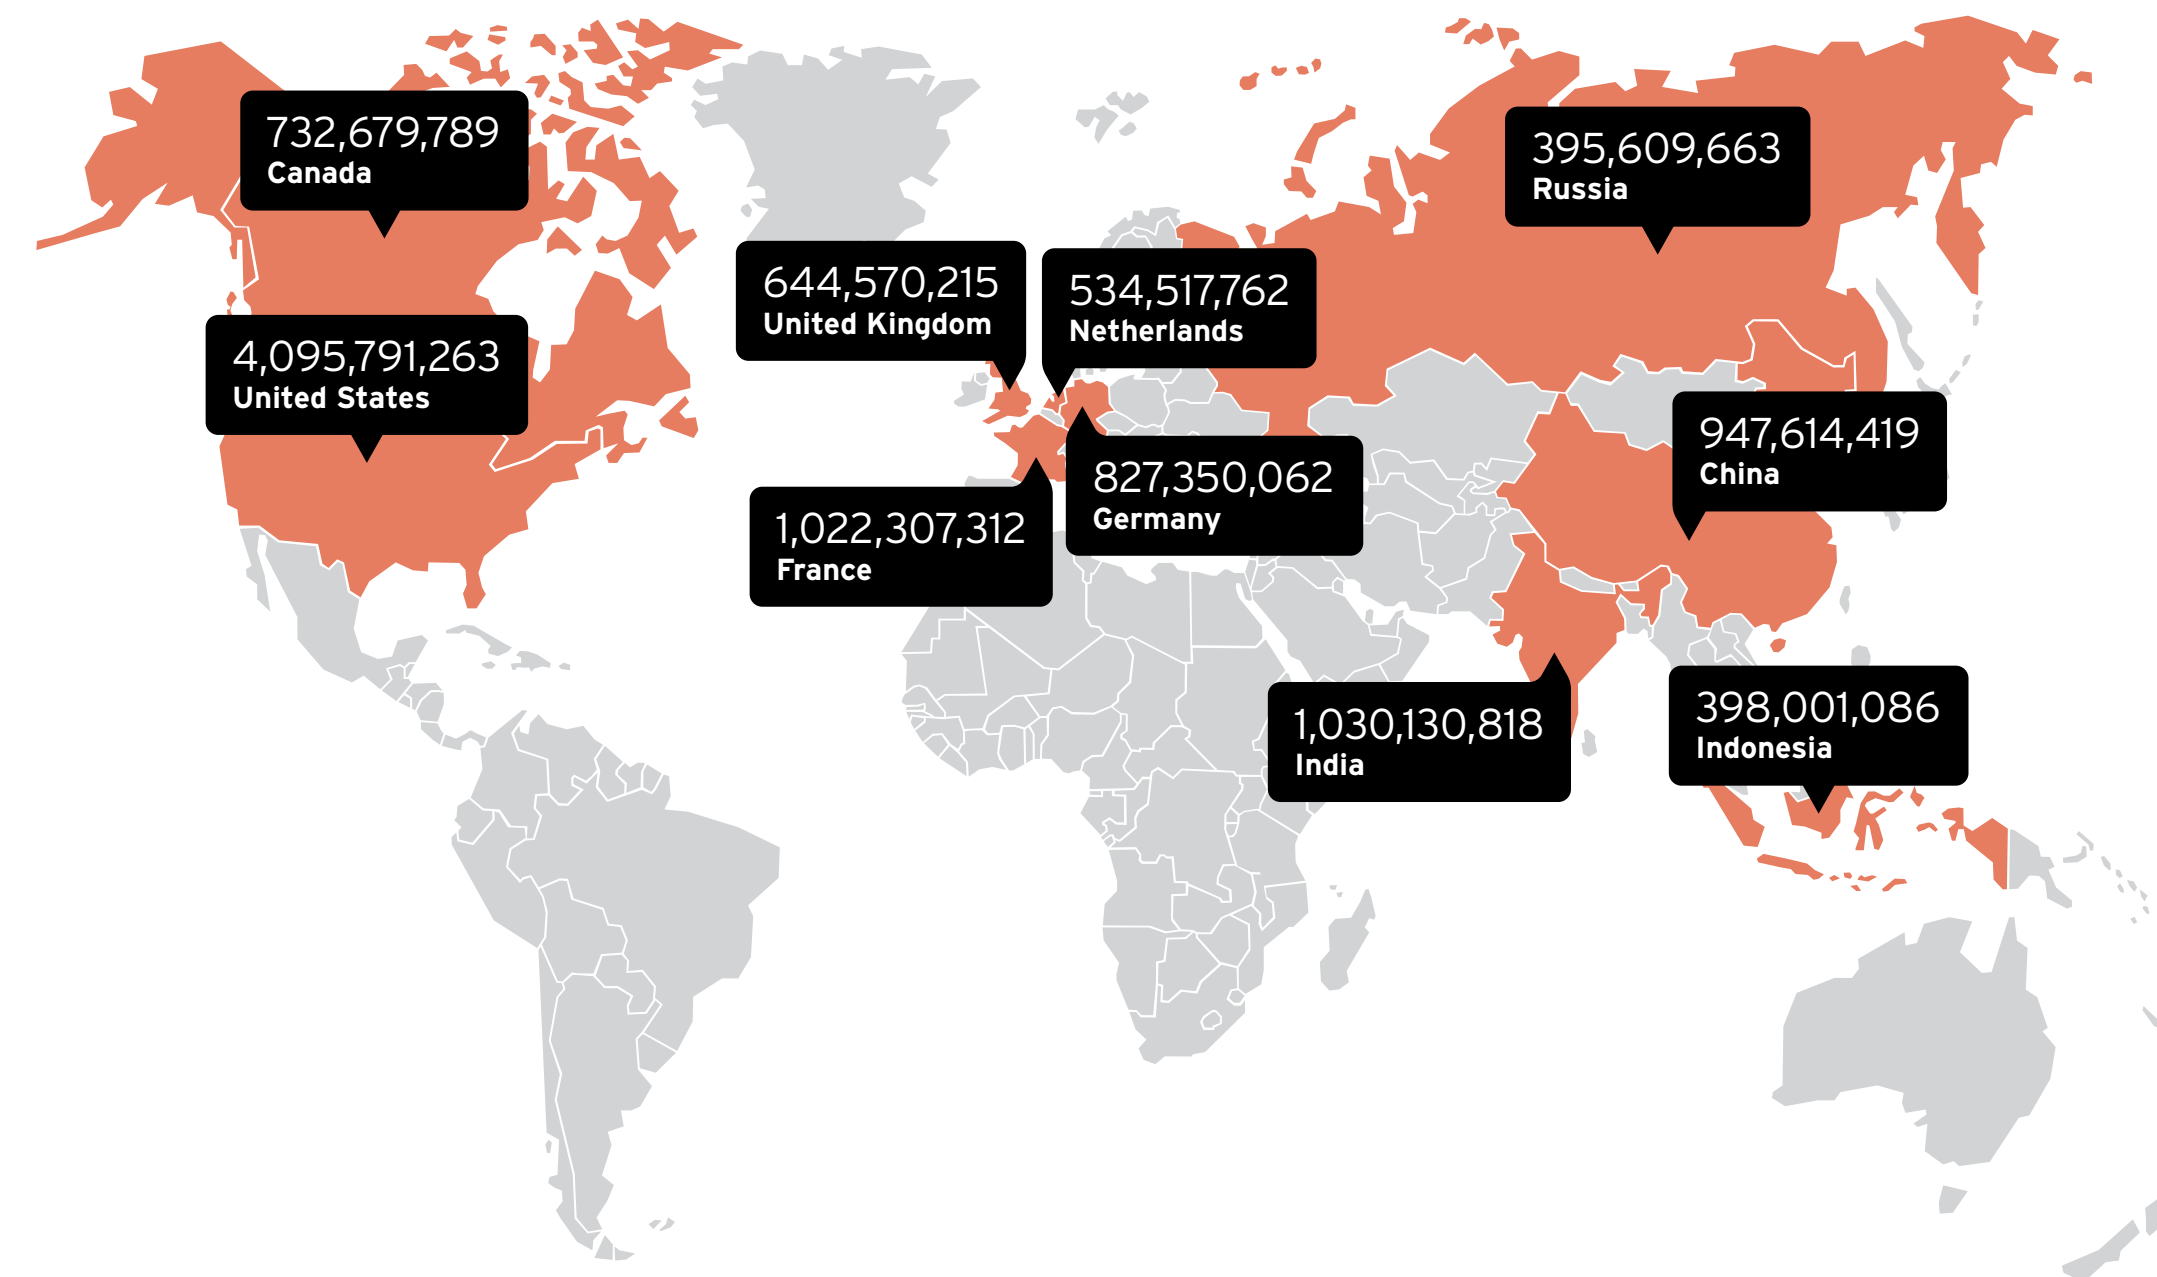 732,679,789
Canada
395,609,663
Russia
644,570,215
United Kingdom
534,517,762
Netherlands
4,095,791,263
United States
947,614,419
China
827,350,062
Germany
1,022,307,312
France
1,030,130,818
India
398,001,086
Indonesia